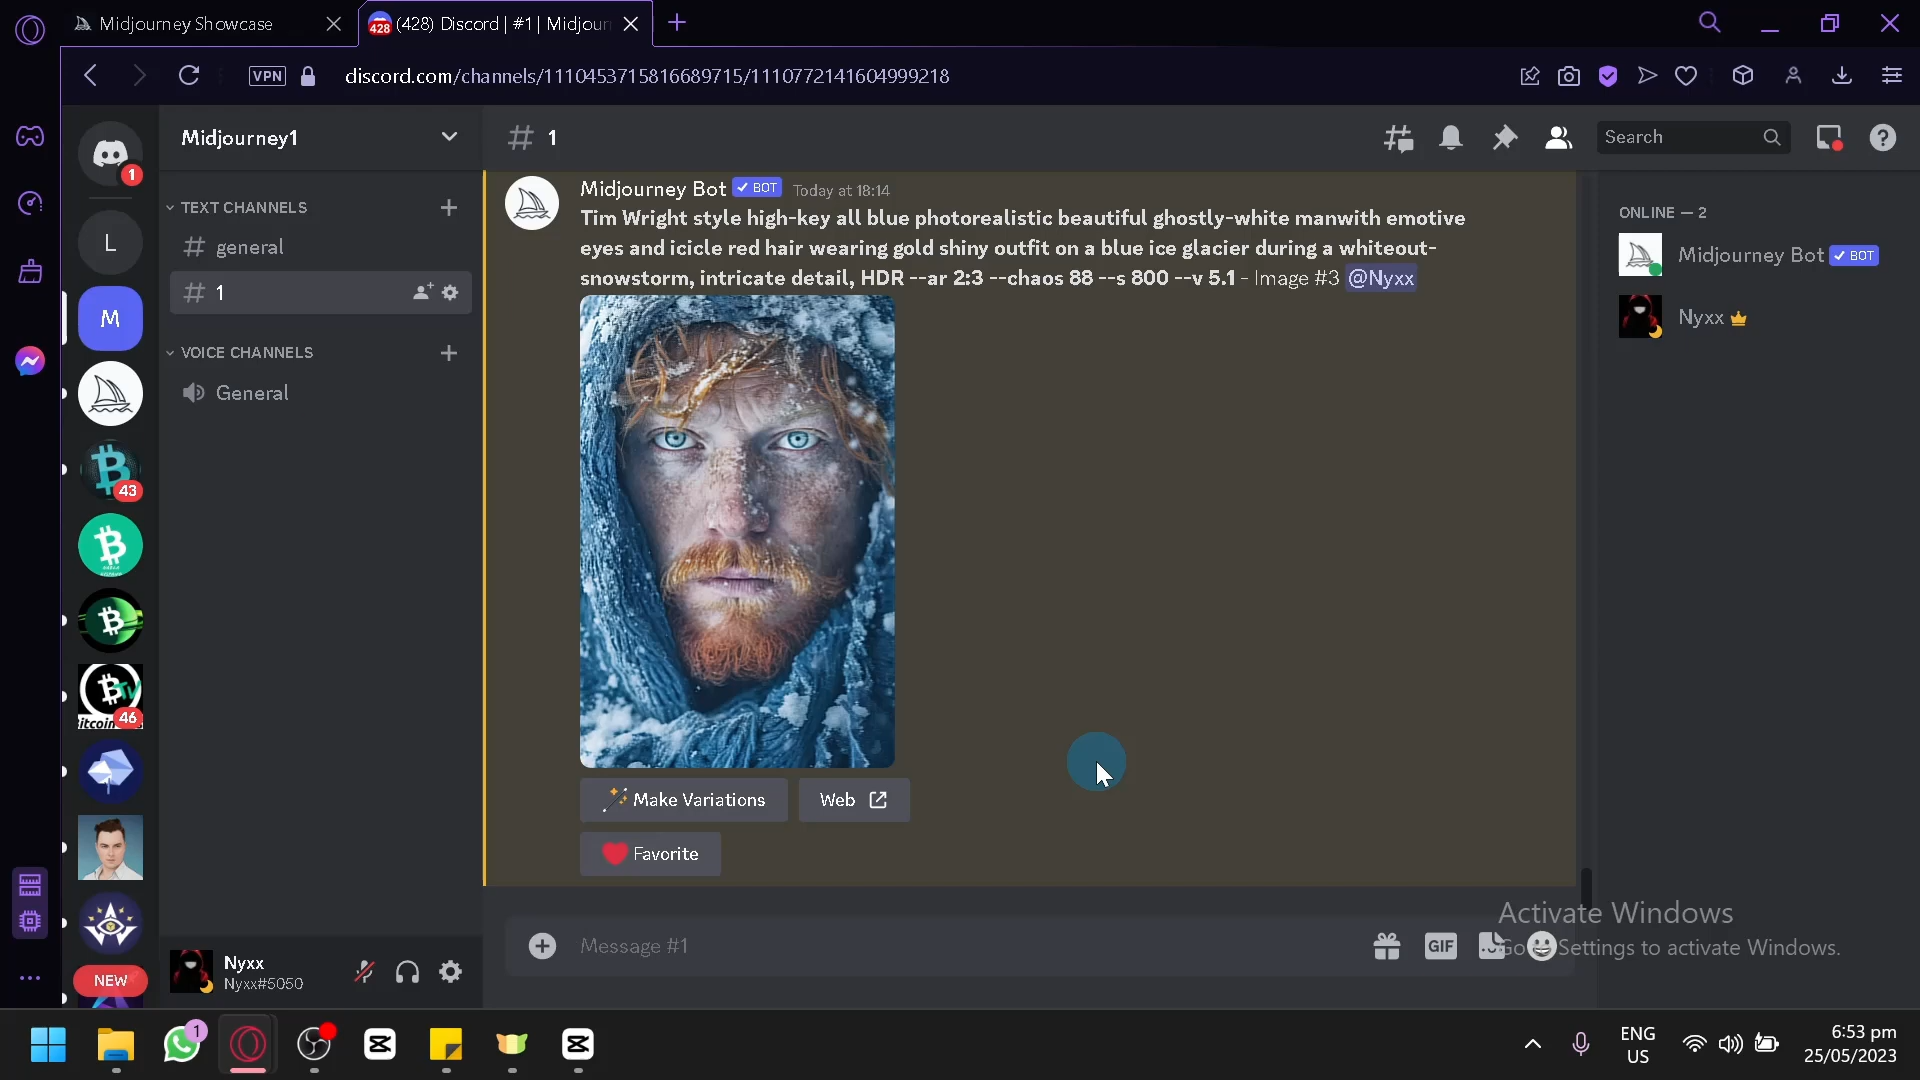 Midjourney Showcase
428 (428) Discord | #1 | Midjour
VPN discord.com/channels/1110453715816689715/1110772141604999218
1
L
M
43
46
NEW
Midjourney1
TEXT CHANNELS
# general
# 1
VOICE CHANNELS
General
Nyxx
Nyxx#5050
# 1
Search
Midjourney Bot ✔ BOT Today at 18:14
Tim Wright style high-key all blue photorealistic beautiful ghostly-white manwith emotive
eyes and icicle red hair wearing gold shiny outfit on a blue ice glacier during a whiteout-
snowstorm, intricate detail, HDR --ar 2:3 --chaos 88 --s 800 --v 5.1 - Image #3 @Nyxx
Make Variations
Web
Favorite
Message #1
GIF
ONLINE — 2
Midjourney Bot ✔ BOT
Nyxx
Activate Windows
Go to Settings to activate Windows.
1
ENG
US
6:53 pm
25/05/2023